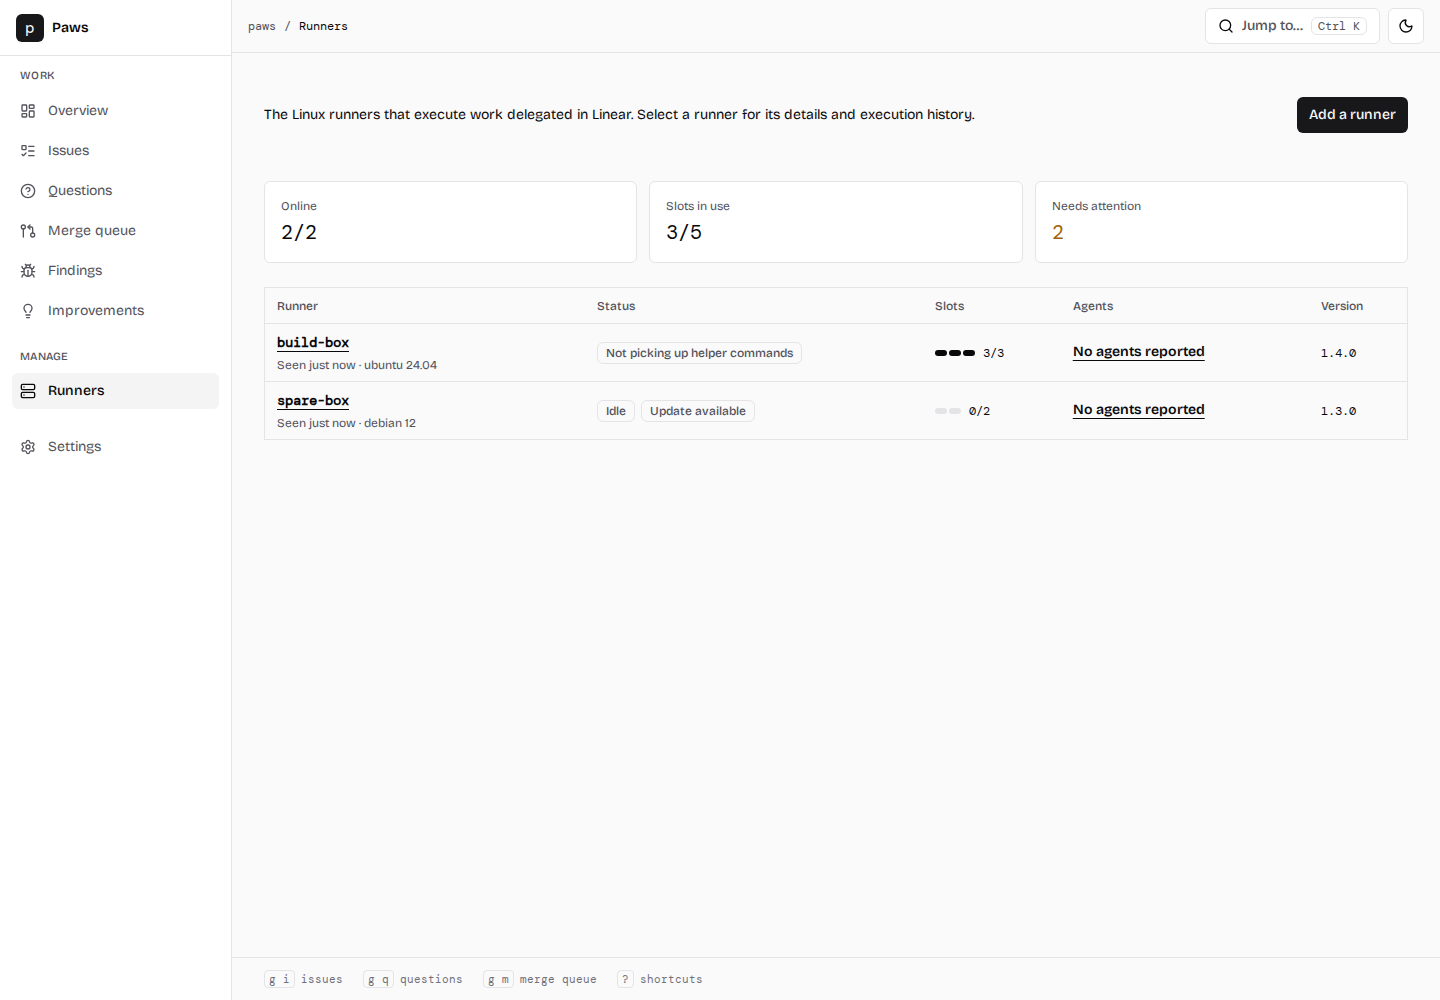 p Paws
paws / Runners
Jump to... Ctrl K
WORK
Overview
Issues
Questions
Merge queue
Findings
Improvements
MANAGE
Runners
Settings
The Linux runners that execute work delegated in Linear. Select a runner for its details and execution history.
Add a runner
Online
2/2
Slots in use
3/5
Needs attention
2
Runner Status Slots Agents Version
build-box
Seen just now · ubuntu 24.04
Not picking up helper commands
3/3
No agents reported
1.4.0
spare-box
Seen just now · debian 12
Idle Update available
0/2
No agents reported
1.3.0
g i issues g q questions g m merge queue ? shortcuts